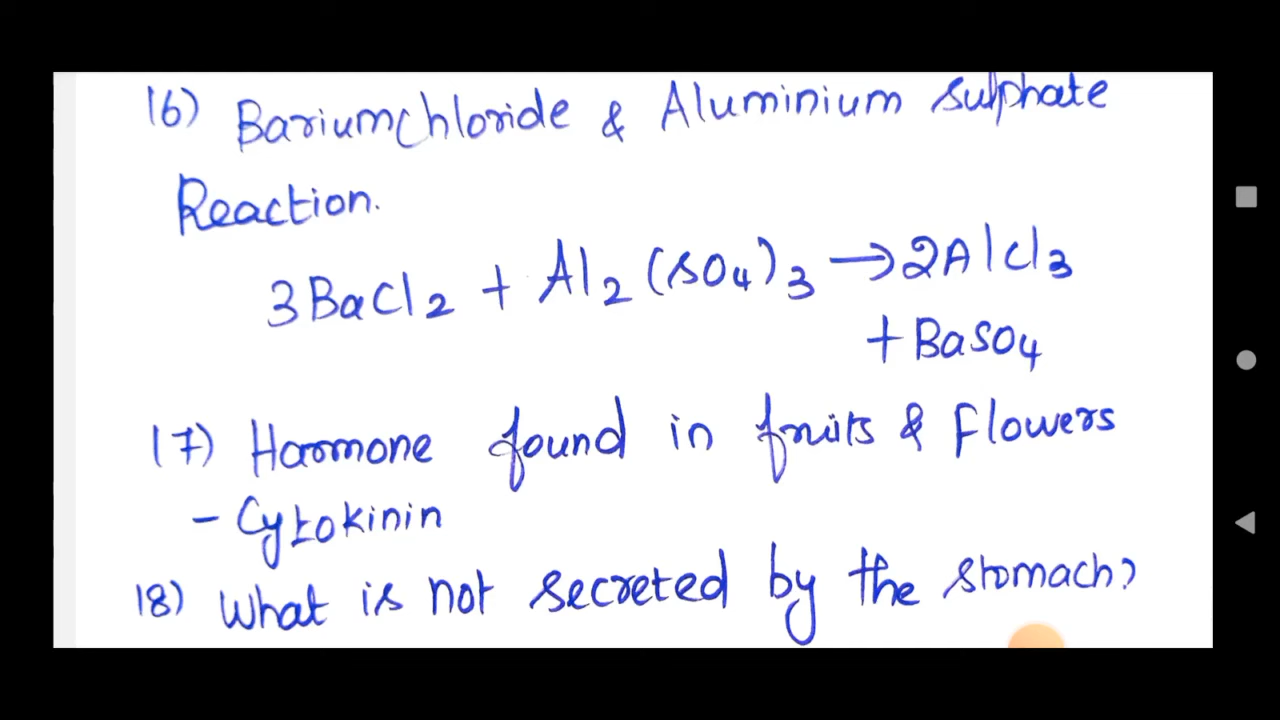 16) Bariumchloride & Aluminium sulphate
Reaction.
3BaCl₂ + Al₂(SO₄)₃ → 2AlCl₃
+ BaSO₄
17) Harmone found in fruits & Flowers
- Cytokinin
18) What is not secreted by the stomach?